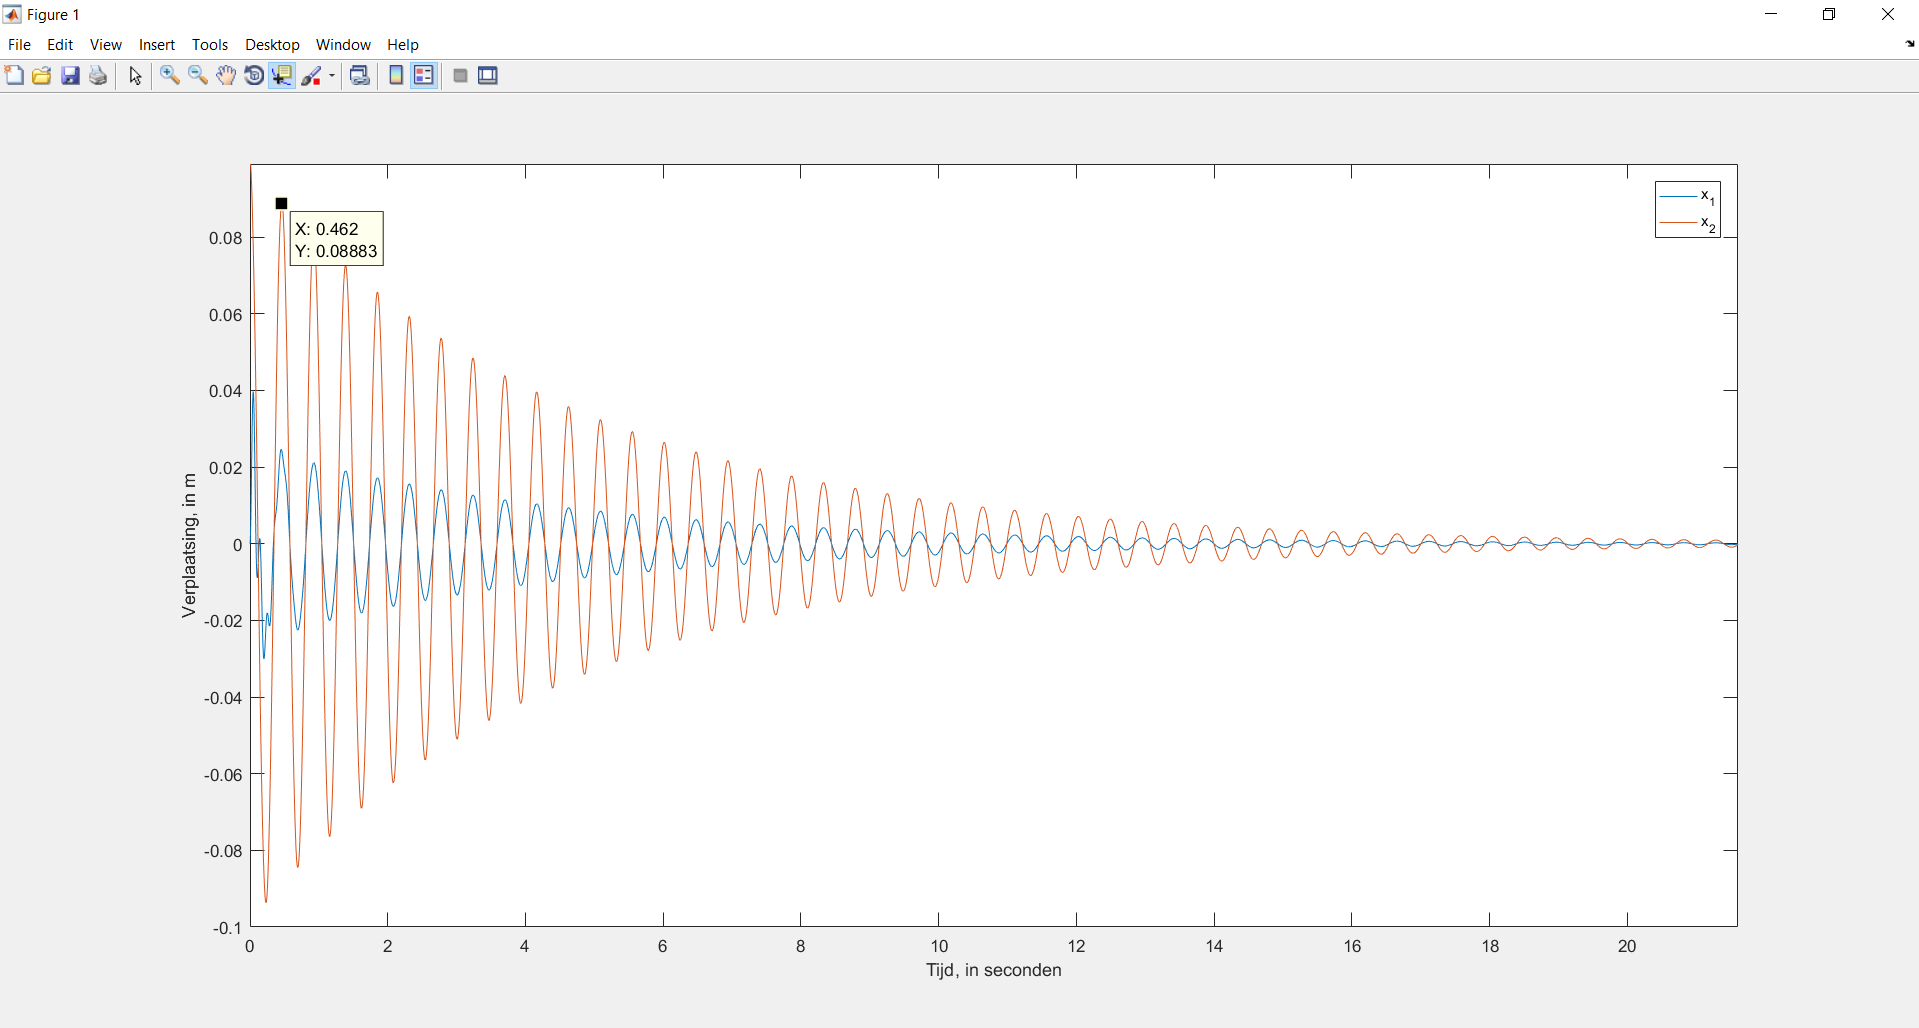 Figure 1
File Edit View Insert Tools Desktop Window Help
x1
x2
X: 0.462
Y: 0.08883
0.08
0.06
0.04
0.02
0
-0.02
-0.04
-0.06
-0.08
-0.1
Verplaatsing, in m
0 2 4 6 8 10 12 14 16 18 20
Tijd, in seconden